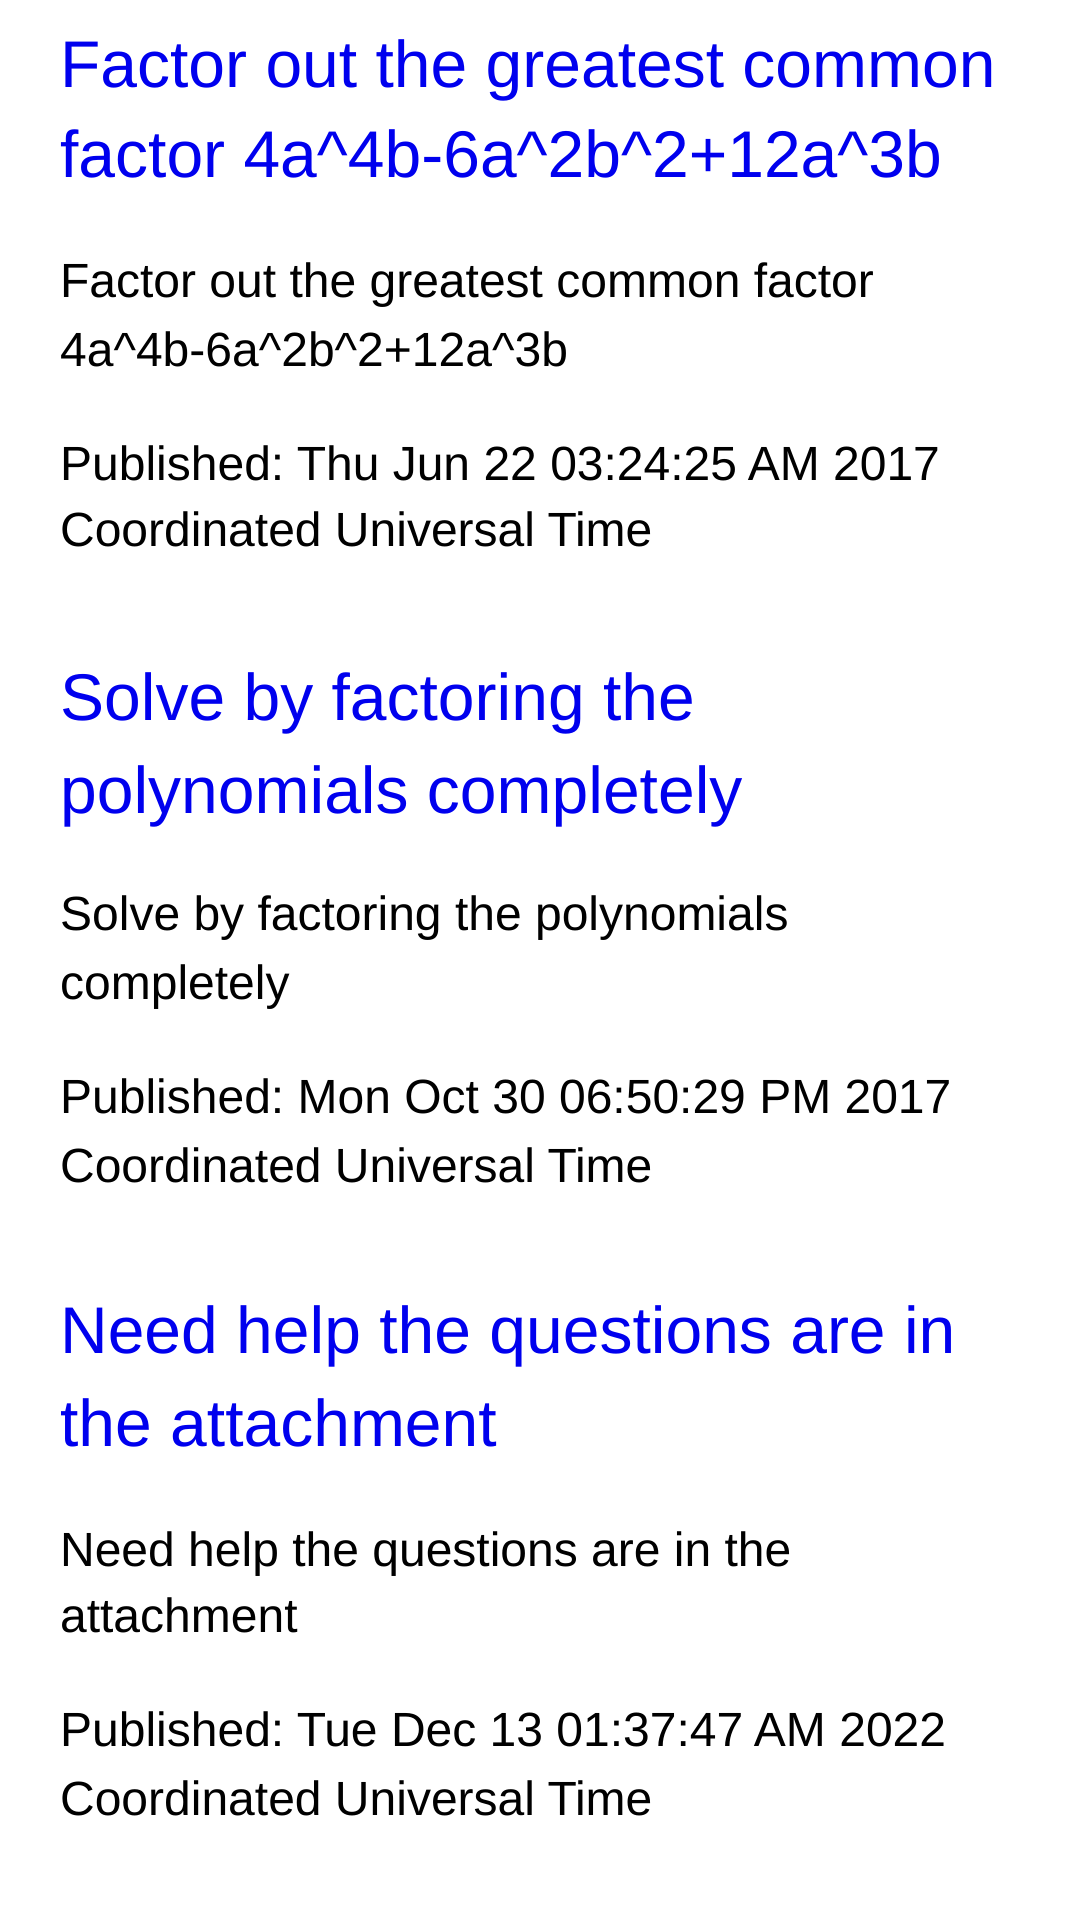 Factor out the greatest common
factor 4a^4b-6a^2b^2+12a^3b
Factor out the greatest common factor
4a^4b-6a^2b^2+12a^3b
Published: Thu Jun 22 03:24:25 AM 2017
Coordinated Universal Time
Solve by factoring the
polynomials completely
Solve by factoring the polynomials
completely
Published: Mon Oct 30 06:50:29 PM 2017
Coordinated Universal Time
Need help the questions are in
the attachment
Need help the questions are in the
attachment
Published: Tue Dec 13 01:37:47 AM 2022
Coordinated Universal Time